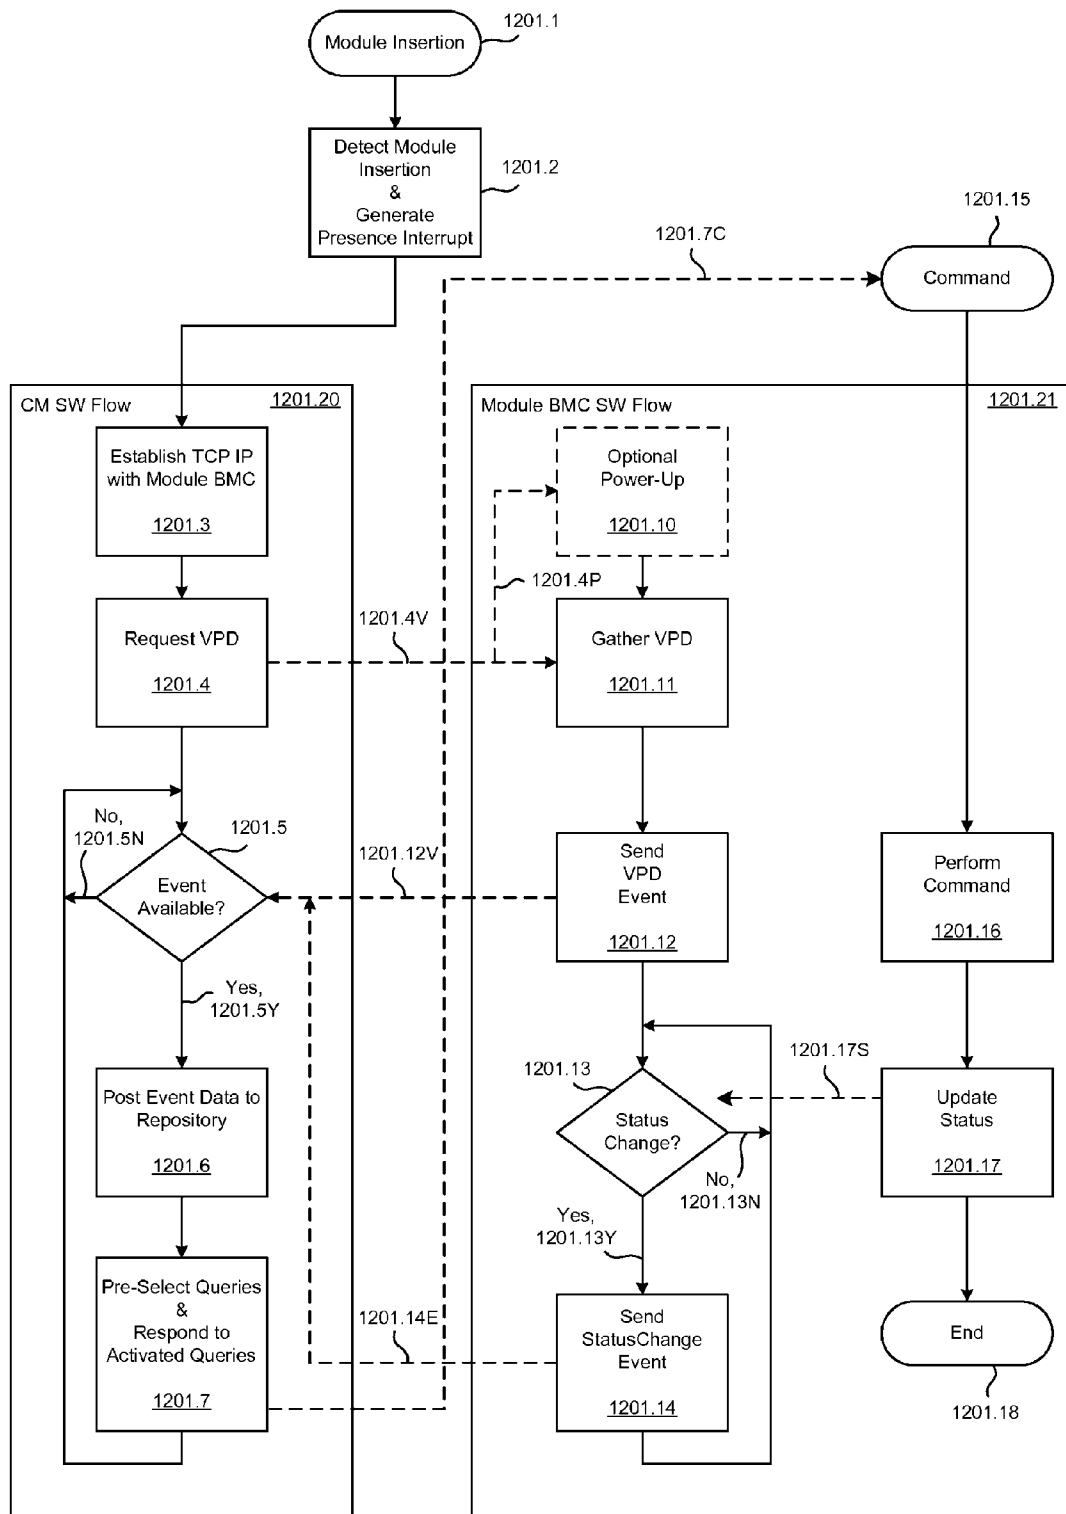 Module Insertion
1201.1
Detect Module
Insertion
&
Generate
Presence Interrupt
1201.2
1201.15
1201.7C
Command
CM SW Flow
1201.20
Module BMC SW Flow
1201.21
Establish TCP IP
with Module BMC
1201.3
Optional
Power-Up
1201.10
1201.4P
Request VPD
1201.4
1201.4V
Gather VPD
1201.11
No,
1201.5N
1201.5
Event
Available?
1201.12V
Send
VPD
Event
1201.12
Perform
Command
1201.16
Yes,
1201.5Y
Post Event Data to
Repository
1201.6
1201.13
Status
Change?
1201.17S
Update
Status
1201.17
No,
1201.13N
Yes,
1201.13Y
Pre-Select Queries
&
Respond to
Activated Queries
1201.7
1201.14E
Send
StatusChange
Event
1201.14
End
1201.18